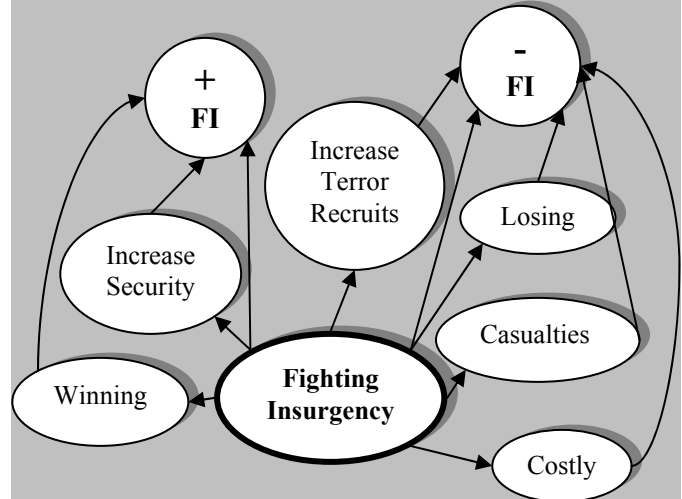 +
FI
-
FI
Increase
Terror
Recruits
Losing
Increase
Security
Casualties
Fighting
Insurgency
Winning
Costly